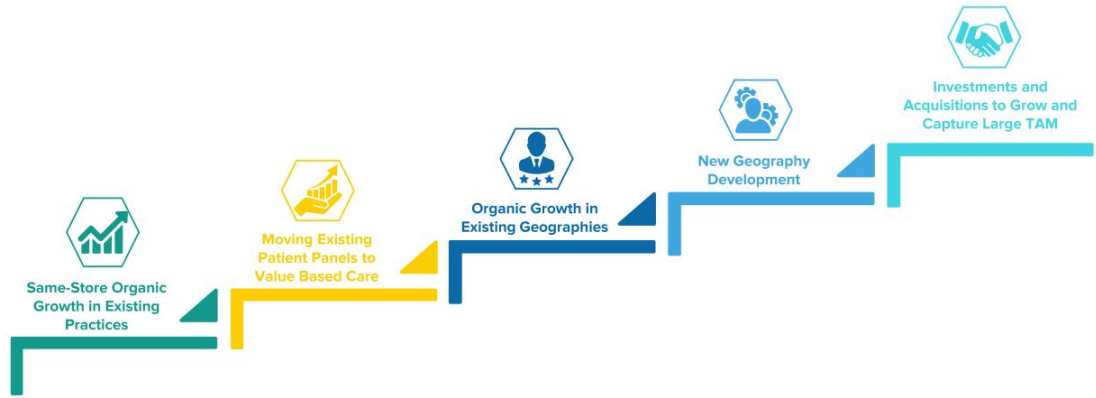 Same-Store Organic
Growth in Existing
Practices
Moving Existing
Patient Panels to
Value Based Care
Organic Growth in
Existing Geographies
New Geography
Development
Investments and
Acquisitions to Grow and
Capture Large TAM